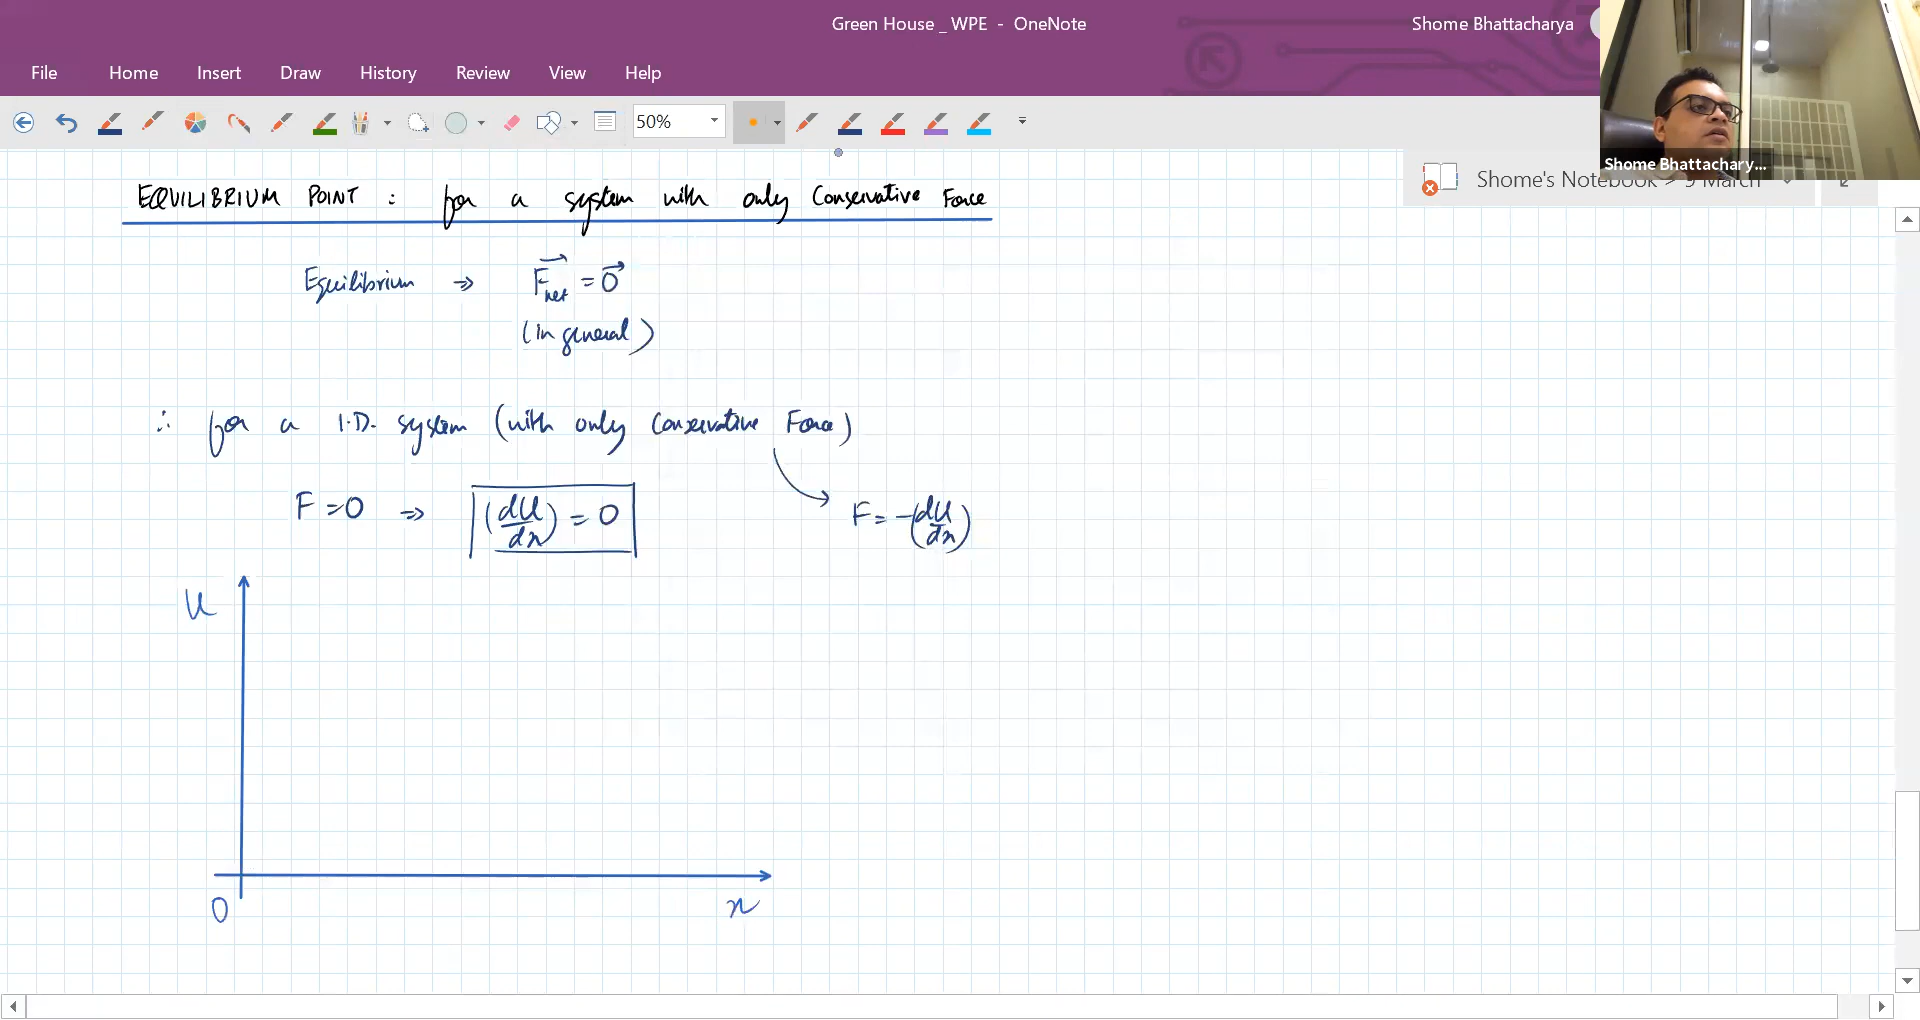 Green House _ WPE - OneNote
Shome Bhattacharya
File Home Insert Draw History Review View Help
50%
Shome Bhattachary...
Shome's Notebook > 9 March
EQUILIBRIUM POINT : for a system with only Conservative Force
Equilibrium ⇒ F⃗net = 0⃗
(in general)
∴ for a 1.D. system (with only Conservative Force)
F = 0 ⇒ (dU/dx) = 0
F = -(dU/dx)
U
0
x